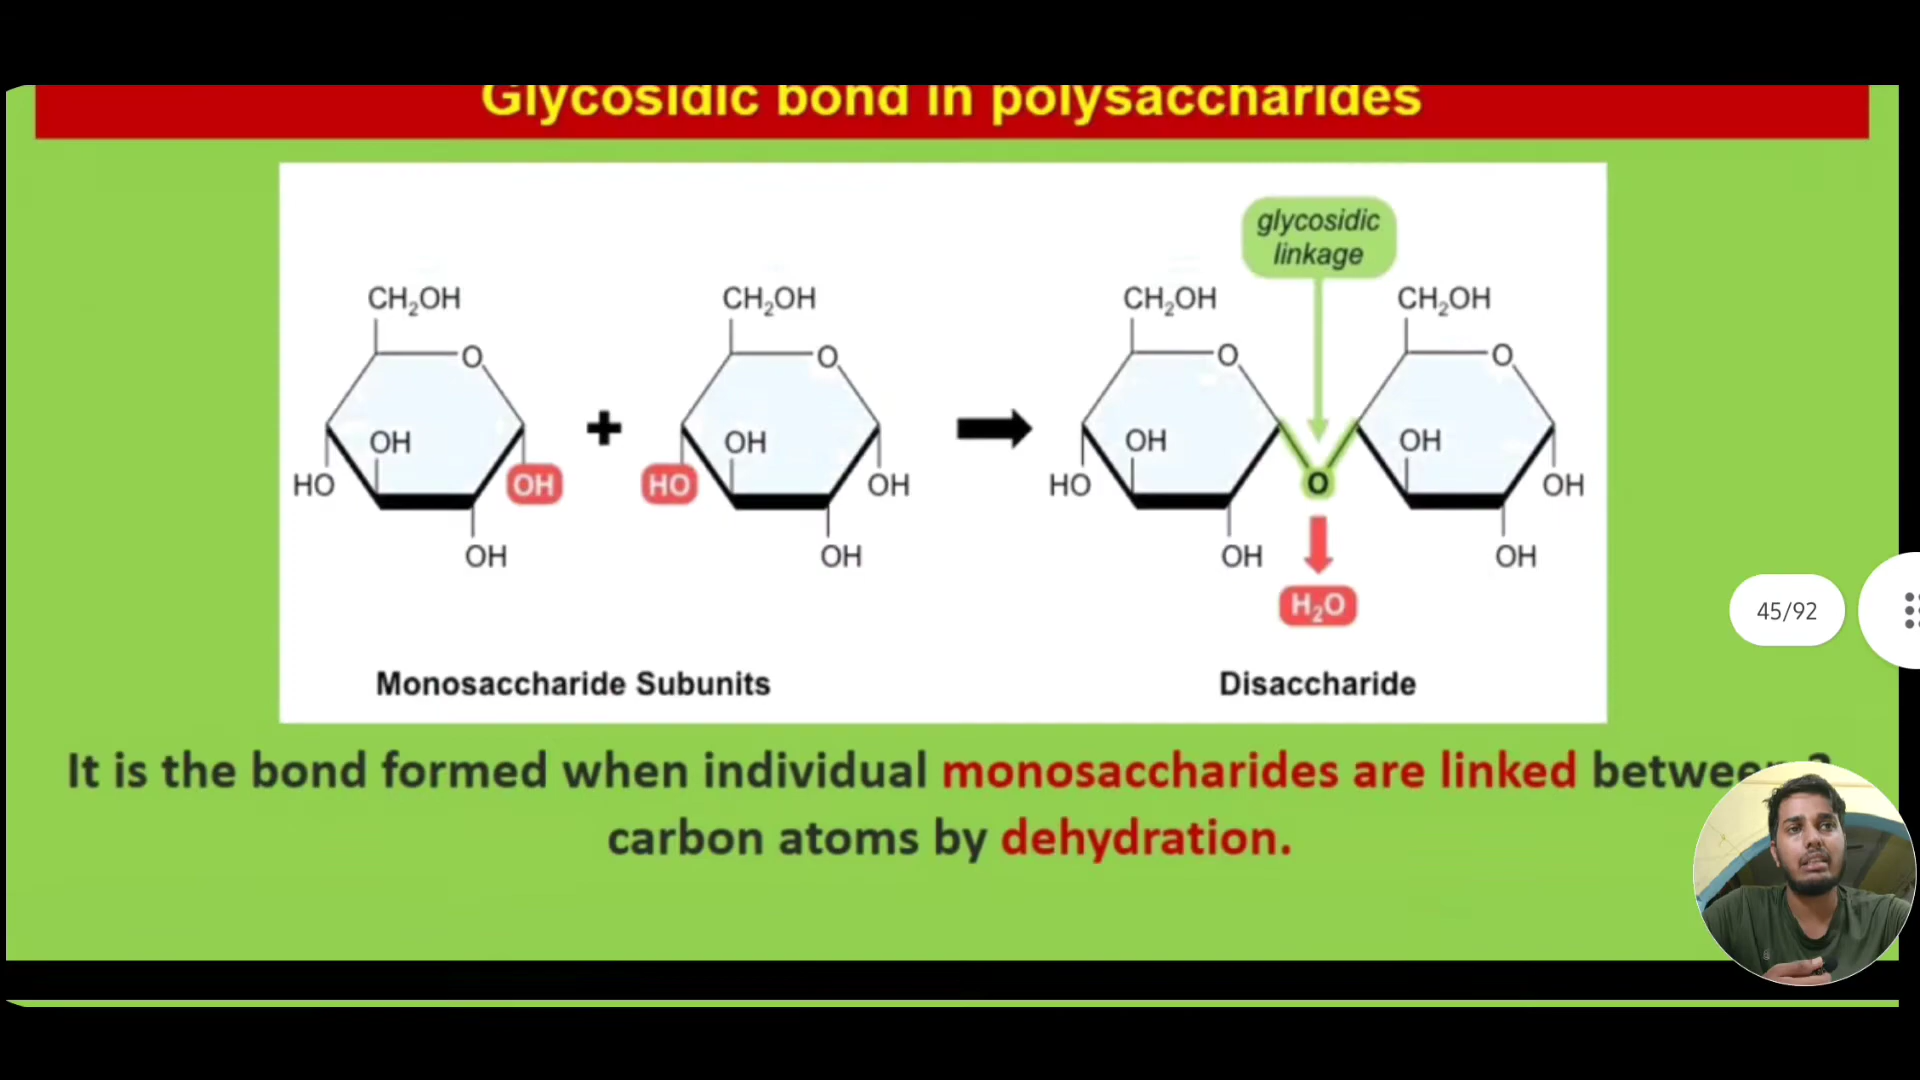 Glycosidic bond in polysaccharides
glycosidic
linkage
CH₂OH
CH₂OH
CH₂OH
CH₂OH
O
O
O
O
OH
OH
OH
OH
HO
OH
HO
OH
HO
O
OH
OH
OH
OH
OH
H₂O
45/92
Monosaccharide Subunits
Disaccharide
It is the bond formed when individual monosaccharides are linked
carbon atoms by dehydration.